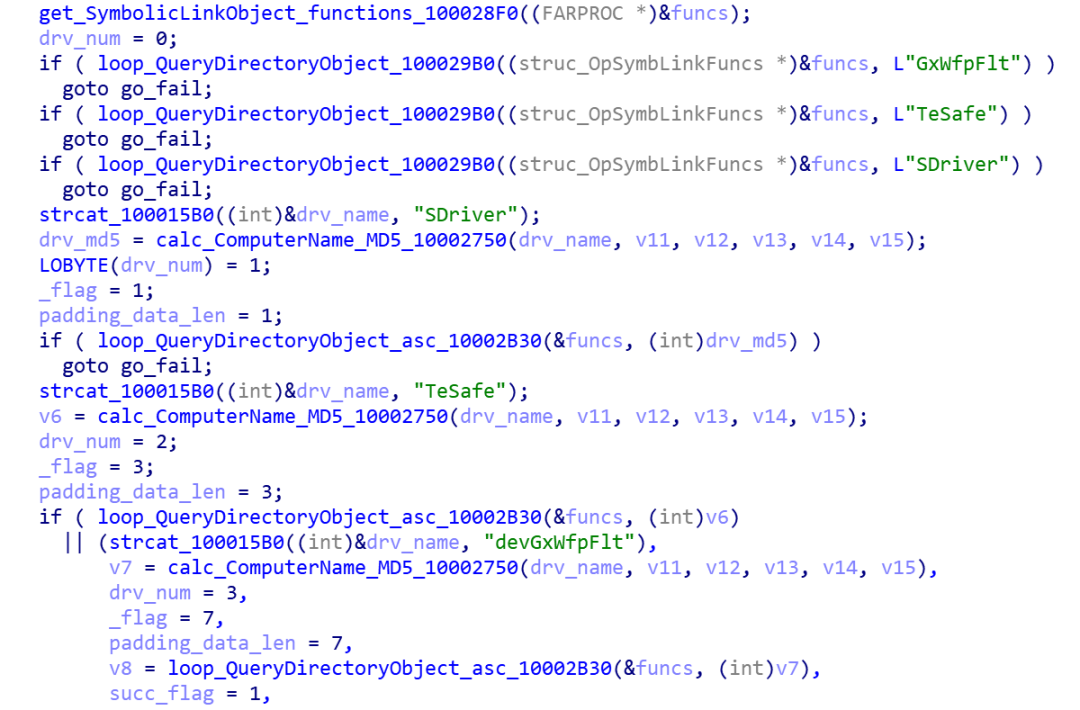 get_SymbolicLinkObject_functions_100028F0((FARPROC *)&funcs);
drv_num = 0;
if ( loop_QueryDirectoryObject_100029B0((struc_OpSymbLinkFuncs *)&funcs, L"GxWfpFlt") )
goto go_fail;
if ( loop_QueryDirectoryObject_100029B0((struc_OpSymbLinkFuncs *)&funcs, L"TeSafe") )
goto go_fail;
if ( loop_QueryDirectoryObject_100029B0((struc_OpSymbLinkFuncs *)&funcs, L"SDriver") )
goto go_fail;
strcat_100015B0((int)&drv_name, "SDriver");
drv_md5 = calc_ComputerName_MD5_10002750(drv_name, v11, v12, v13, v14, v15);
LOBYTE(drv_num) = 1;
_flag = 1;
padding_data_len = 1;
if ( loop_QueryDirectoryObject_asc_10002B30(&funcs, (int)drv_md5) )
goto go_fail;
strcat_100015B0((int)&drv_name, "TeSafe");
v6 = calc_ComputerName_MD5_10002750(drv_name, v11, v12, v13, v14, v15);
drv_num = 2;
_flag = 3;
padding_data_len = 3;
if ( loop_QueryDirectoryObject_asc_10002B30(&funcs, (int)v6)
|| (strcat_100015B0((int)&drv_name, "devGxWfpFlt"),
v7 = calc_ComputerName_MD5_10002750(drv_name, v11, v12, v13, v14, v15),
drv_num = 3,
_flag = 7,
padding_data_len = 7,
v8 = loop_QueryDirectoryObject_asc_10002B30(&funcs, (int)v7),
succ_flag = 1,